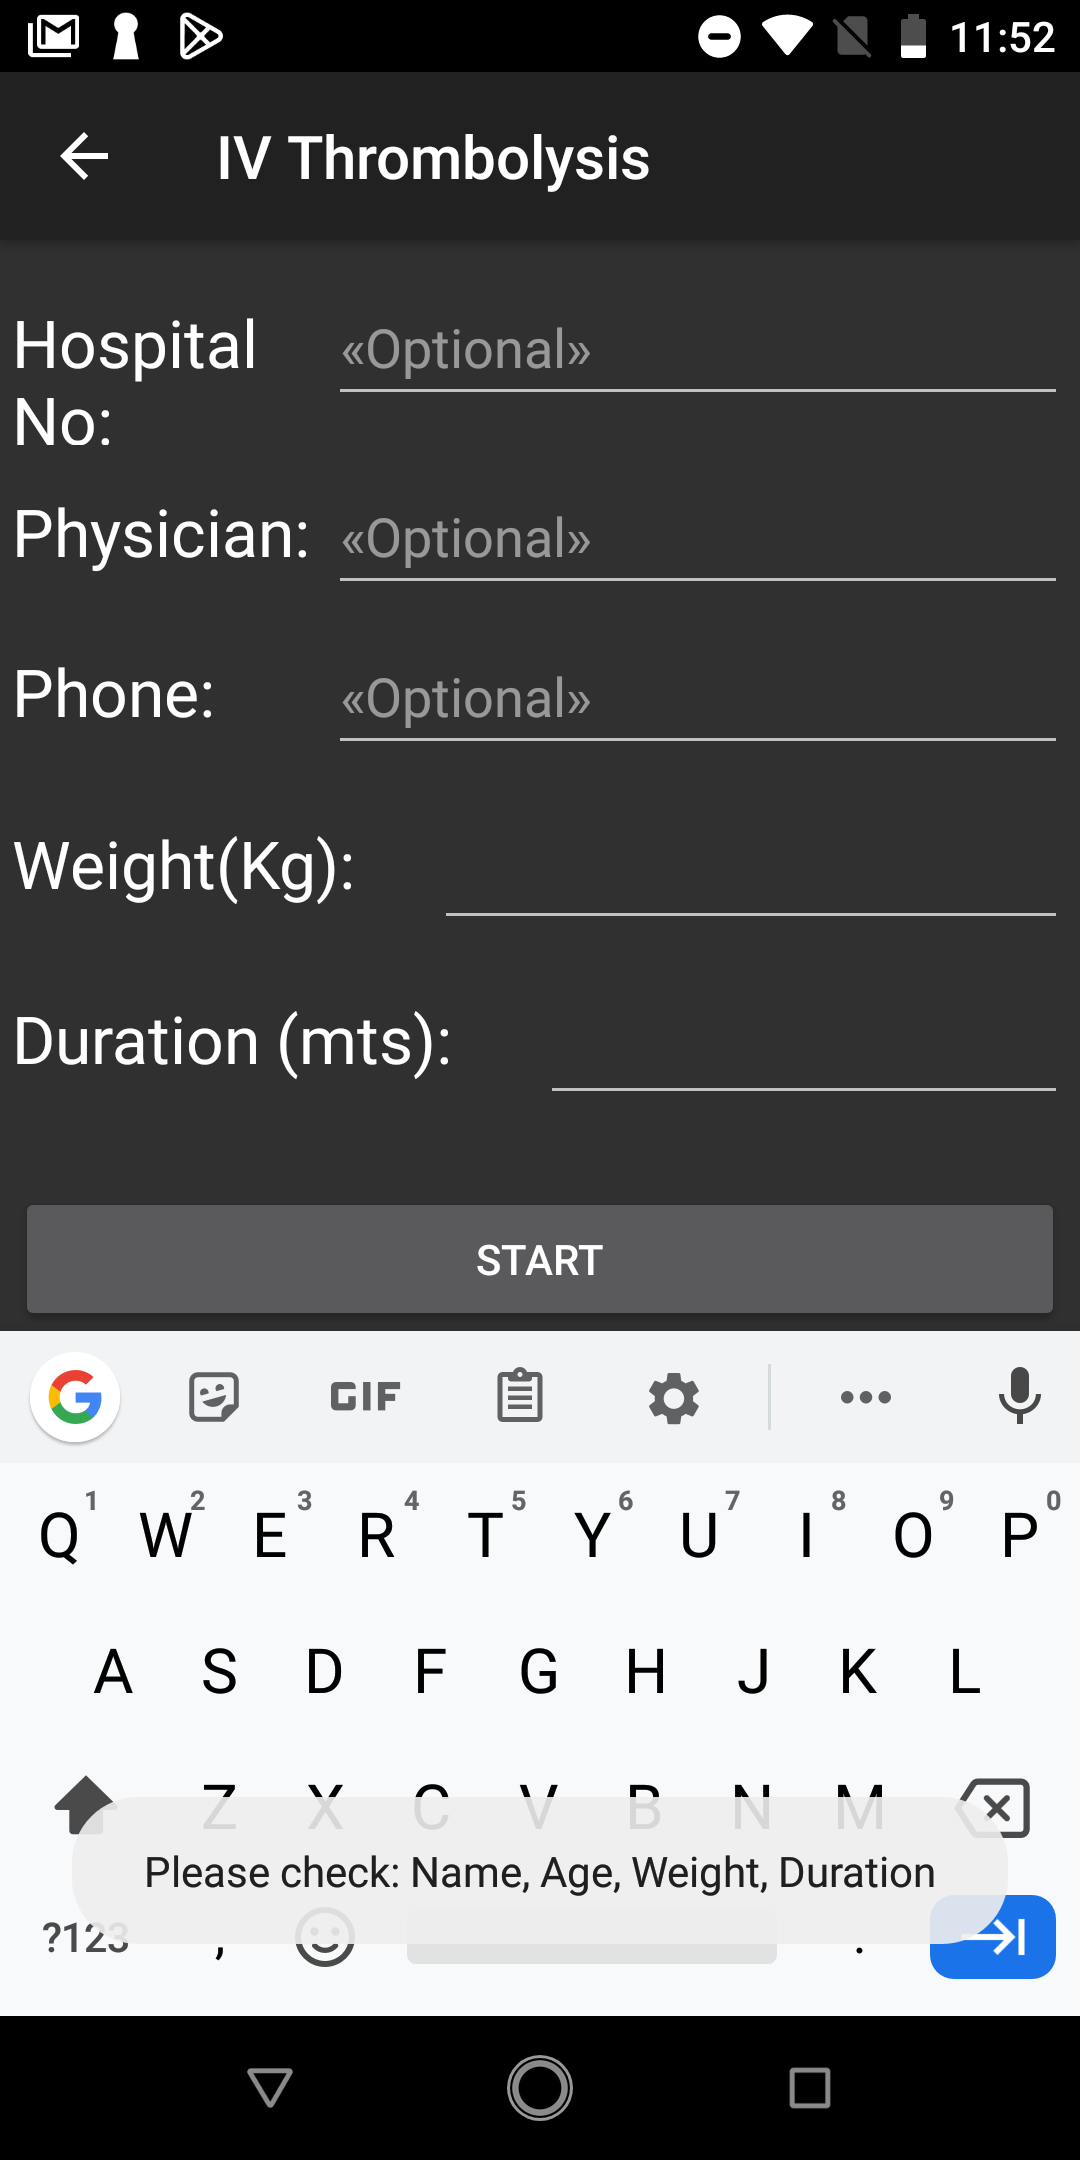 11:52
IV Thrombolysis
Hospital
No:
«Optional»
Physician:
«Optional»
Phone:
«Optional»
Weight(Kg):
Duration (mts):
START
GIF
Q 1 W 2 E 3 R 4 T 5 Y 6 U 7 I 8 O 9 P 0
A S D F G H J K L
Z X C V B N M
Please check: Name, Age, Weight, Duration
?123 , .